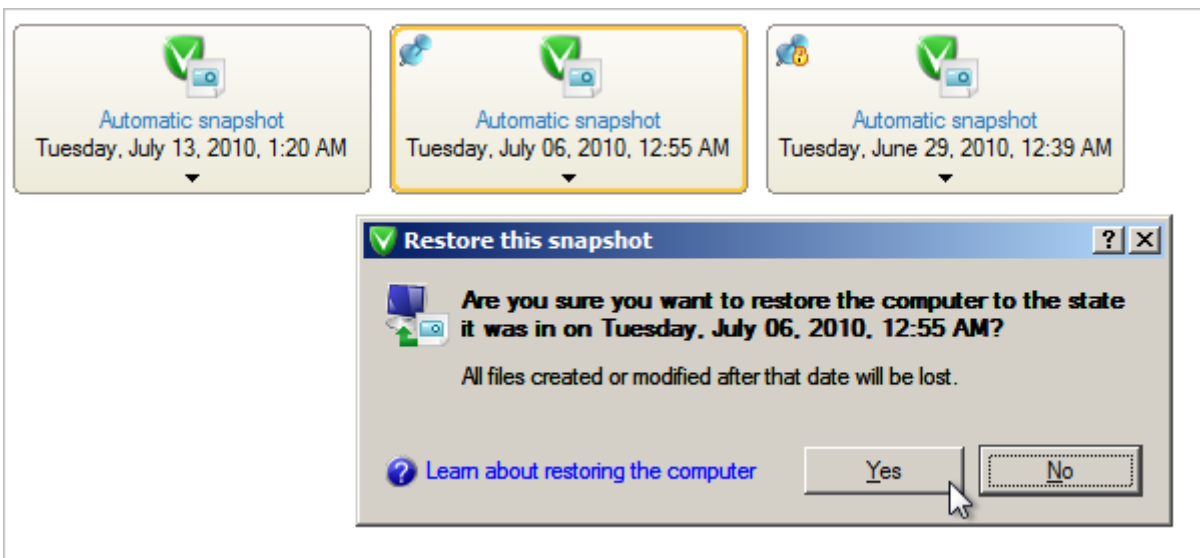 Automatic snapshot
Tuesday, July 13, 2010, 1:20 AM
Automatic snapshot
Tuesday, July 06, 2010, 12:55 AM
Automatic snapshot
Tuesday, June 29, 2010, 12:39 AM
Restore this snapshot
Are you sure you want to restore the computer to the state
it was in on Tuesday, July 06, 2010, 12:55 AM?
All files created or modified after that date will be lost.
Learn about restoring the computer
Yes
No